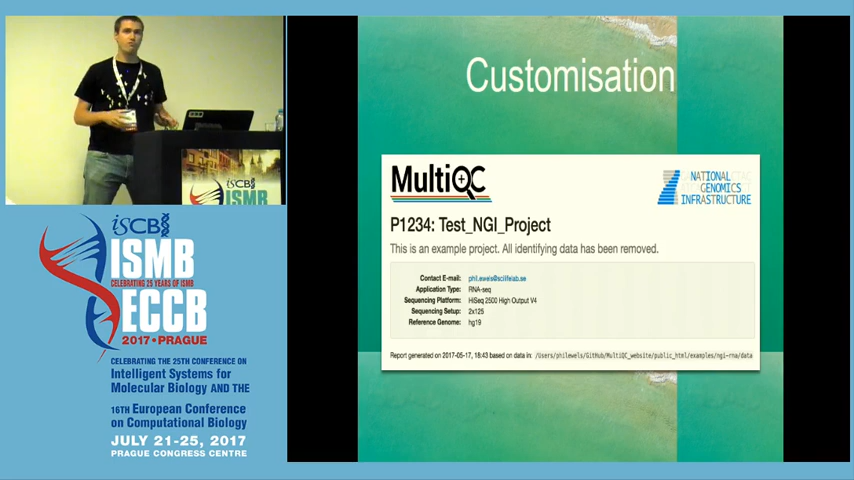 iSCB
ISMB
iSCB
ISMB
CELEBRATING 25 YEARS OF ISMB
ECCB
2017 • PRAGUE
CELEBRATING THE 25TH CONFERENCE ON
Intelligent Systems for
Molecular Biology AND THE
16TH European Conference
on Computational Biology
JULY 21-25, 2017
PRAGUE CONGRESS CENTRE
Customisation
MultiQC
NATIONAL
GENOMICS
INFRASTRUCTURE
P1234: Test_NGI_Project
This is an example project. All identifying data has been removed.
Contact E-mail: phil.ewels@scilifelab.se
Application Type: RNA-seq
Sequencing Platform: HiSeq 2500 High Output V4
Sequencing Setup: 2x125
Reference Genome: hg19
Report generated on 2017-05-17, 18:43 based on data in: /Users/philewels/GitHub/MultiQC_website/public_html/examples/ngi-rna/data